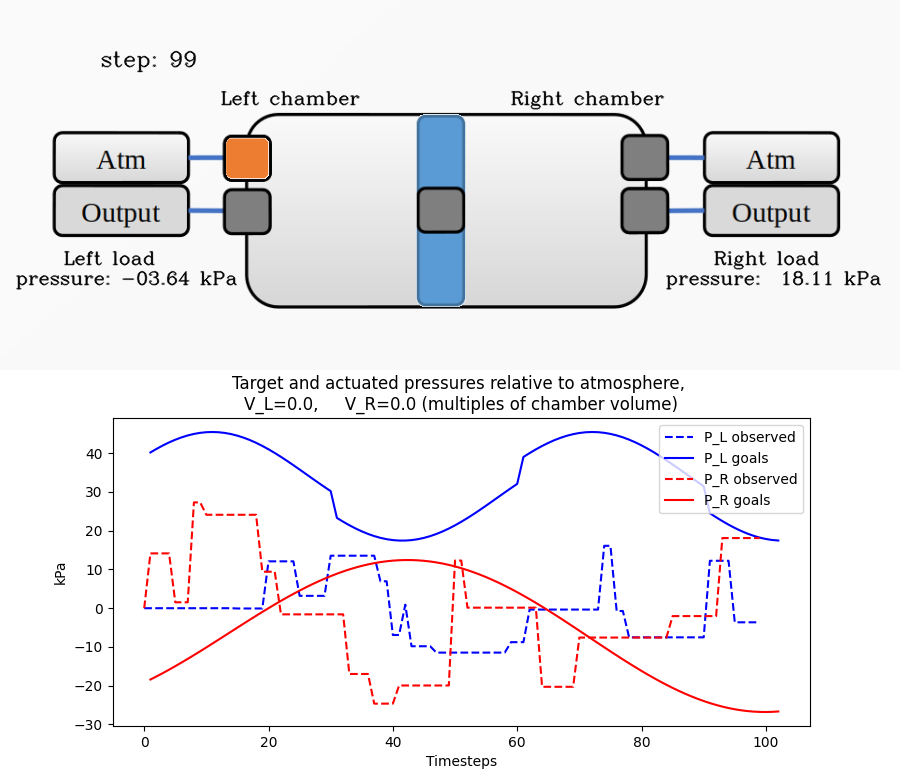 step: 99
Left chamber
Right chamber
Atm
Atm
Output
Output
Left load
pressure: -03.64 kPa
Right load
pressure:  18.11 kPa
Target and actuated pressures relative to atmosphere,
V_L=0.0,     V_R=0.0 (multiples of chamber volume)
P_L observed
P_L goals
P_R observed
P_R goals
kPa
40
30
20
10
0
−10
−20
−30
0
20
40
60
80
100
Timesteps